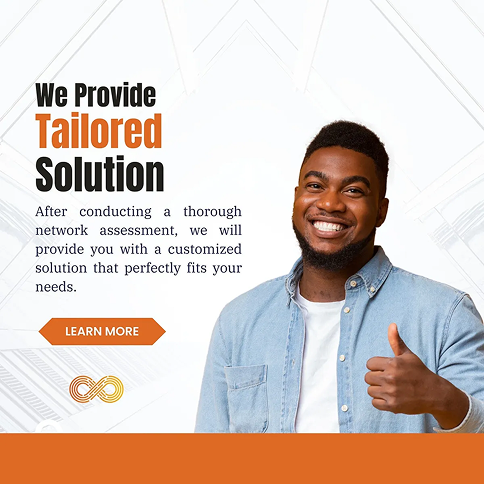 We Provide
Tailored
Solution
After conducting a thorough
network assessment, we will
provide you with a customized
solution that perfectly fits your
needs.
LEARN MORE